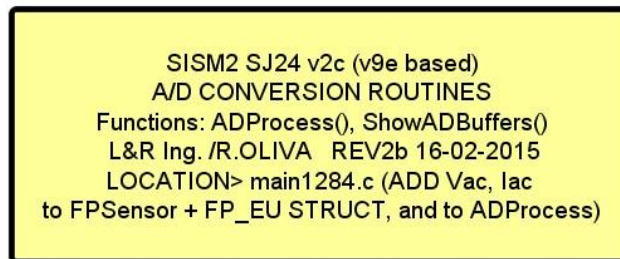 SISM2 SJ24 v2c (v9e based)
A/D CONVERSION ROUTINES
Functions: ADProcess(), ShowADBuffers()
L&R Ing. /R.OLIVA REV2b 16-02-2015
LOCATION> main1284.c (ADD Vac, Iac
to FPSensor + FP_EU STRUCT, and to ADProcess)